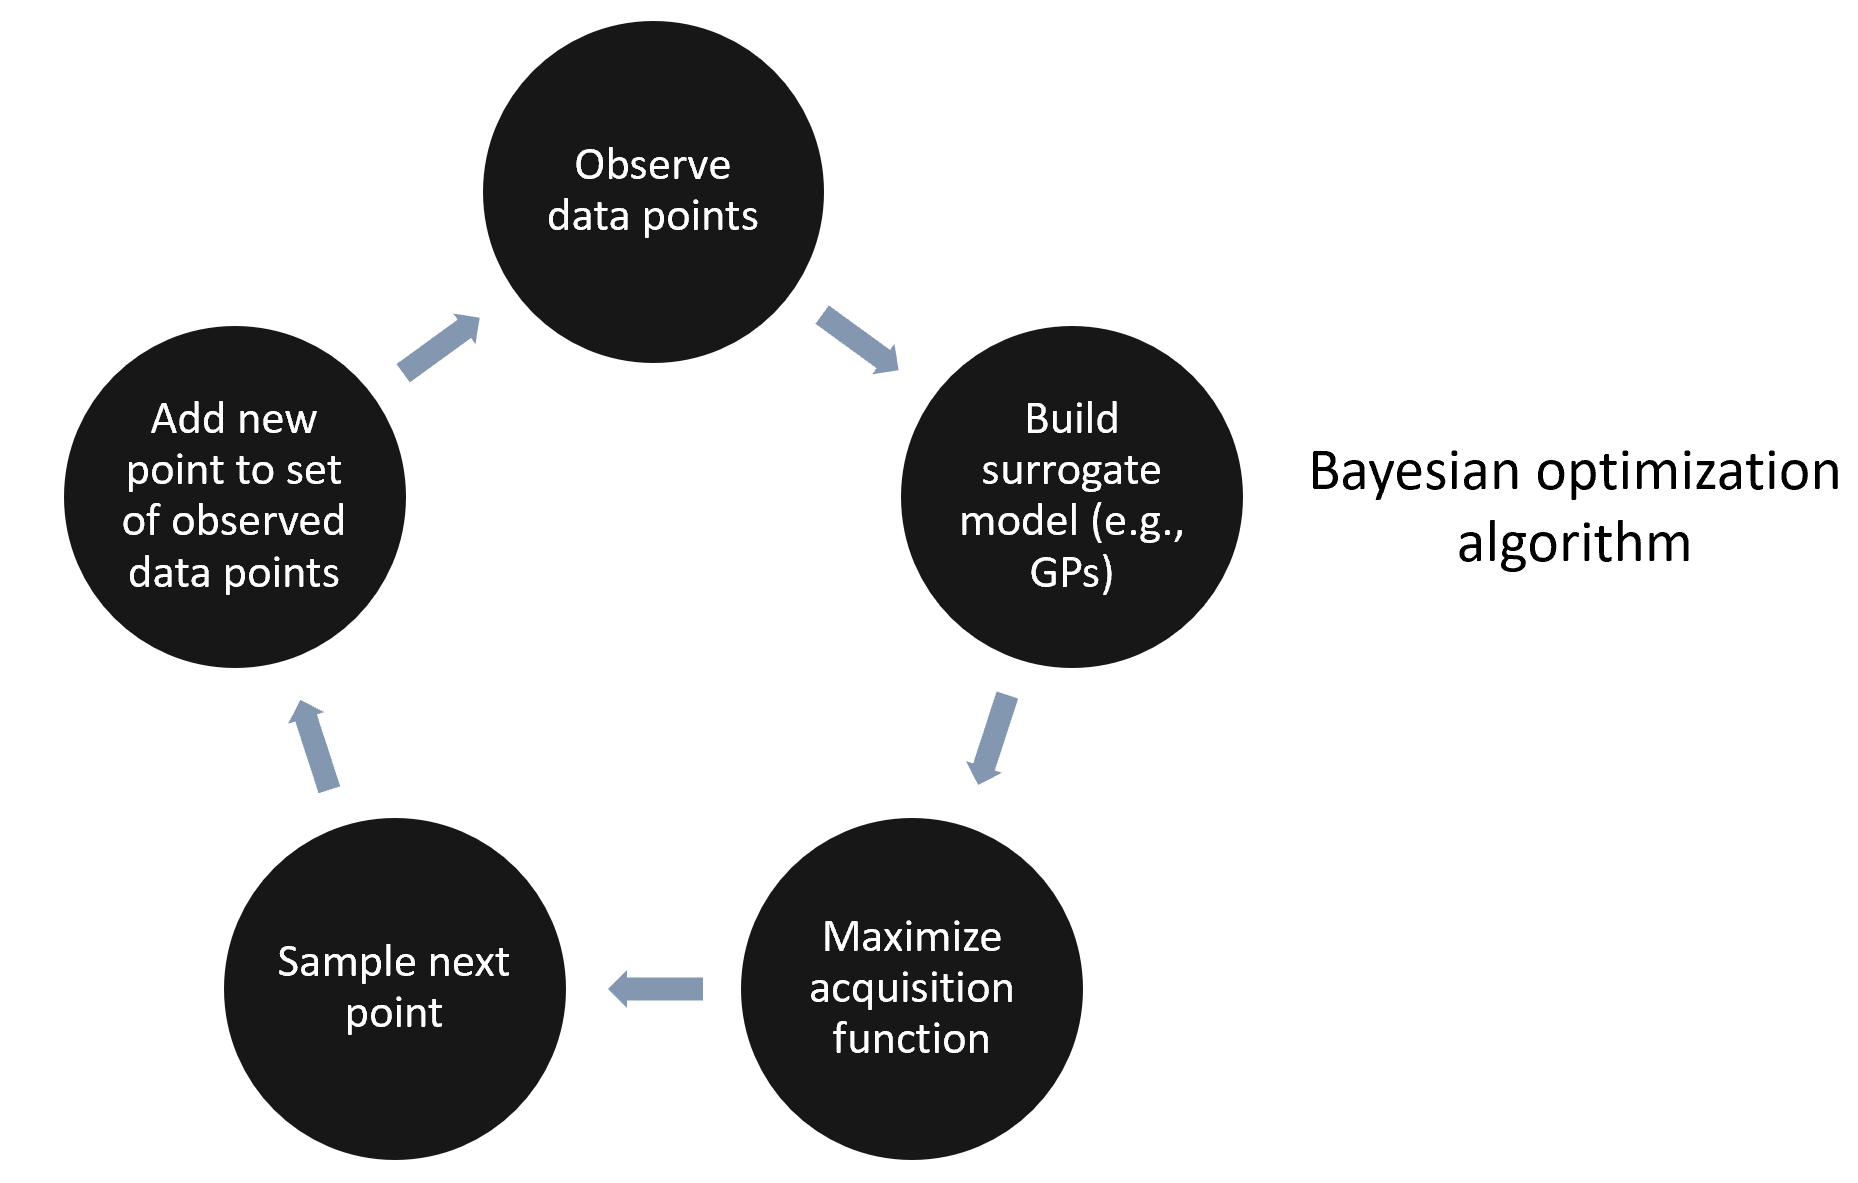 Observe
data points
Build
surrogate
model (e.g.,
GPs)
Maximize
acquisition
function
Sample next
point
Add new
point to set
of observed
data points
Bayesian optimization
algorithm